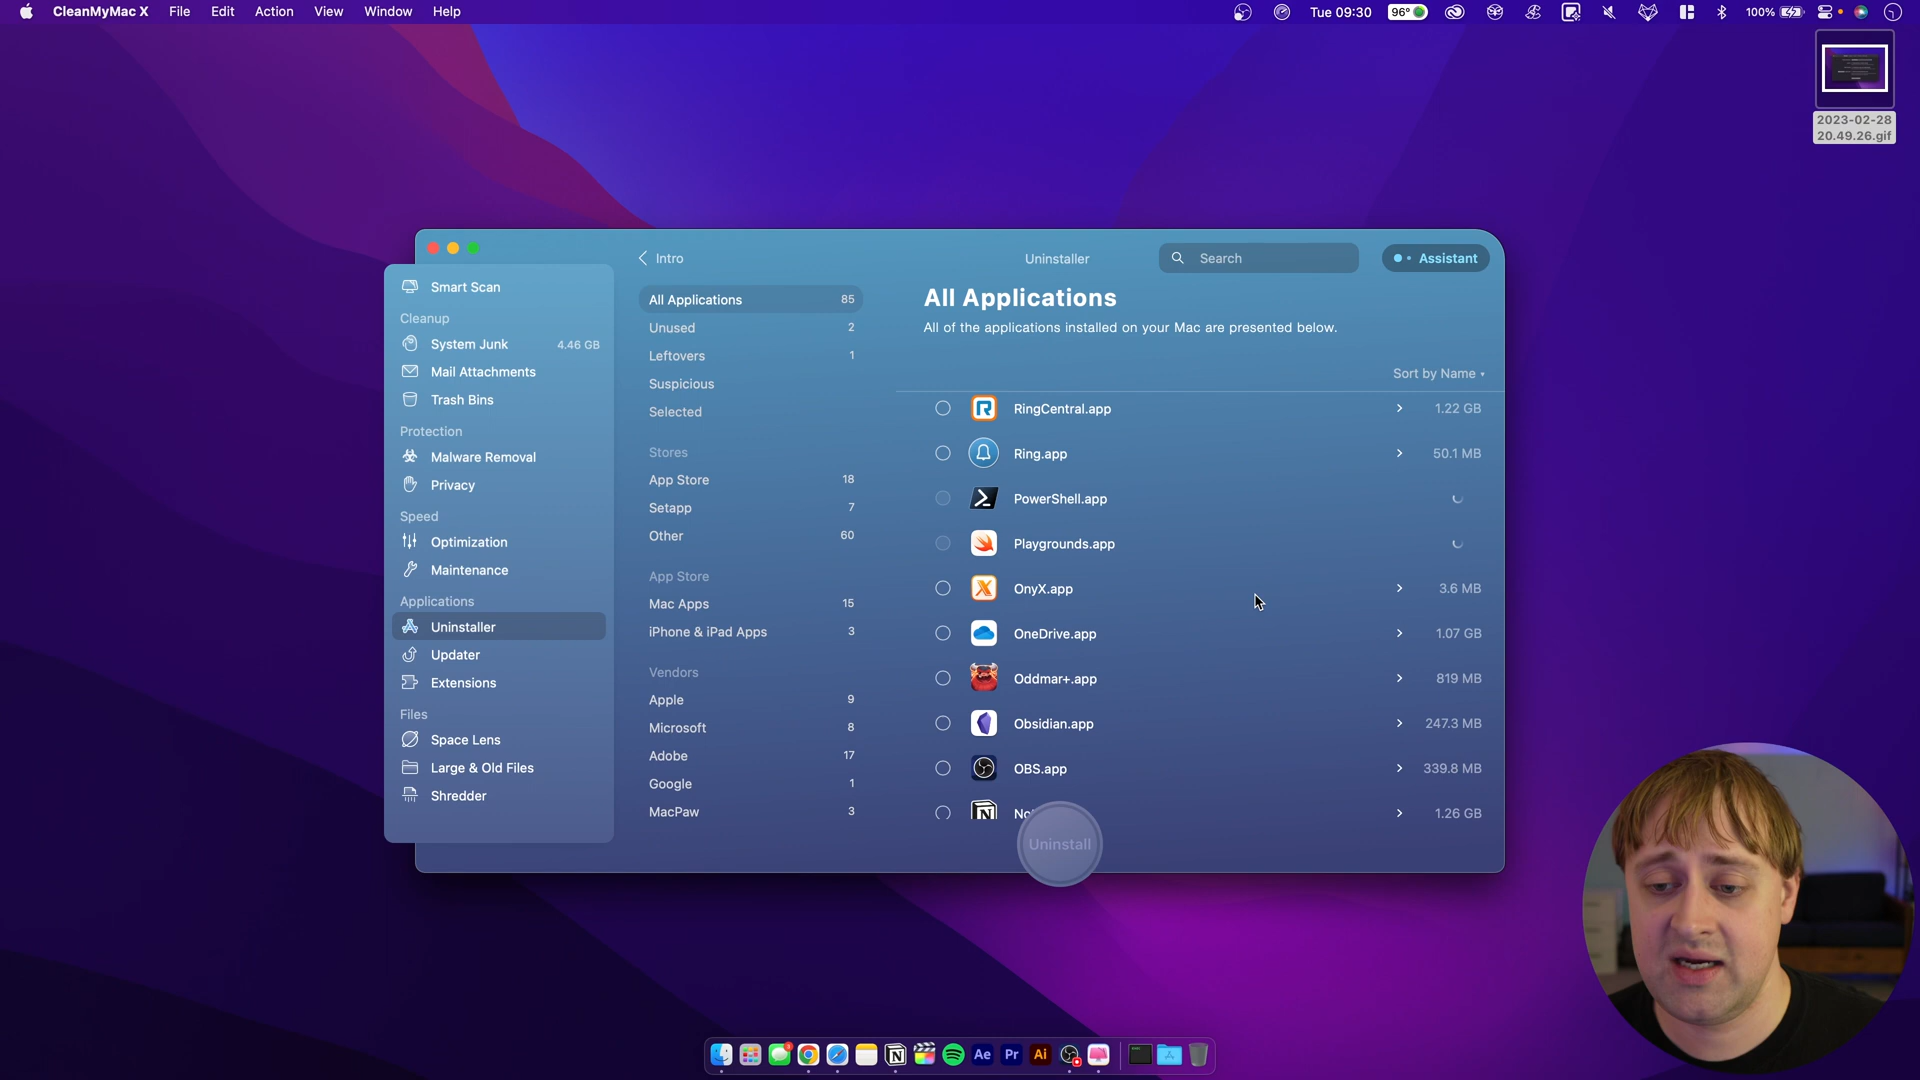 CleanMyMac X File Edit Action View Window Help
Tue 09:30 96° 100%
2023-02-28
20.49.26.gif
Intro
Uninstaller
Search
Assistant
Smart Scan
Cleanup
System Junk 4.46 GB
Mail Attachments
Trash Bins
Protection
Malware Removal
Privacy
Speed
Optimization
Maintenance
Applications
Uninstaller
Updater
Extensions
Files
Space Lens
Large & Old Files
Shredder
All Applications 85
Unused 2
Leftovers 1
Suspicious
Selected
Stores
App Store 18
Setapp 7
Other 60
App Store
Mac Apps 15
iPhone & iPad Apps 3
Vendors
Apple 9
Microsoft 8
Adobe 17
Google 1
MacPaw 3
All Applications
All of the applications installed on your Mac are presented below.
Sort by Name
RingCentral.app 1.22 GB
Ring.app 50.1 MB
PowerShell.app
Playgrounds.app
OnyX.app 3.6 MB
OneDrive.app 1.07 GB
Oddmar+.app 819 MB
Obsidian.app 247.3 MB
OBS.app 339.8 MB
1.26 GB
Uninstall
Ae Pr Ai